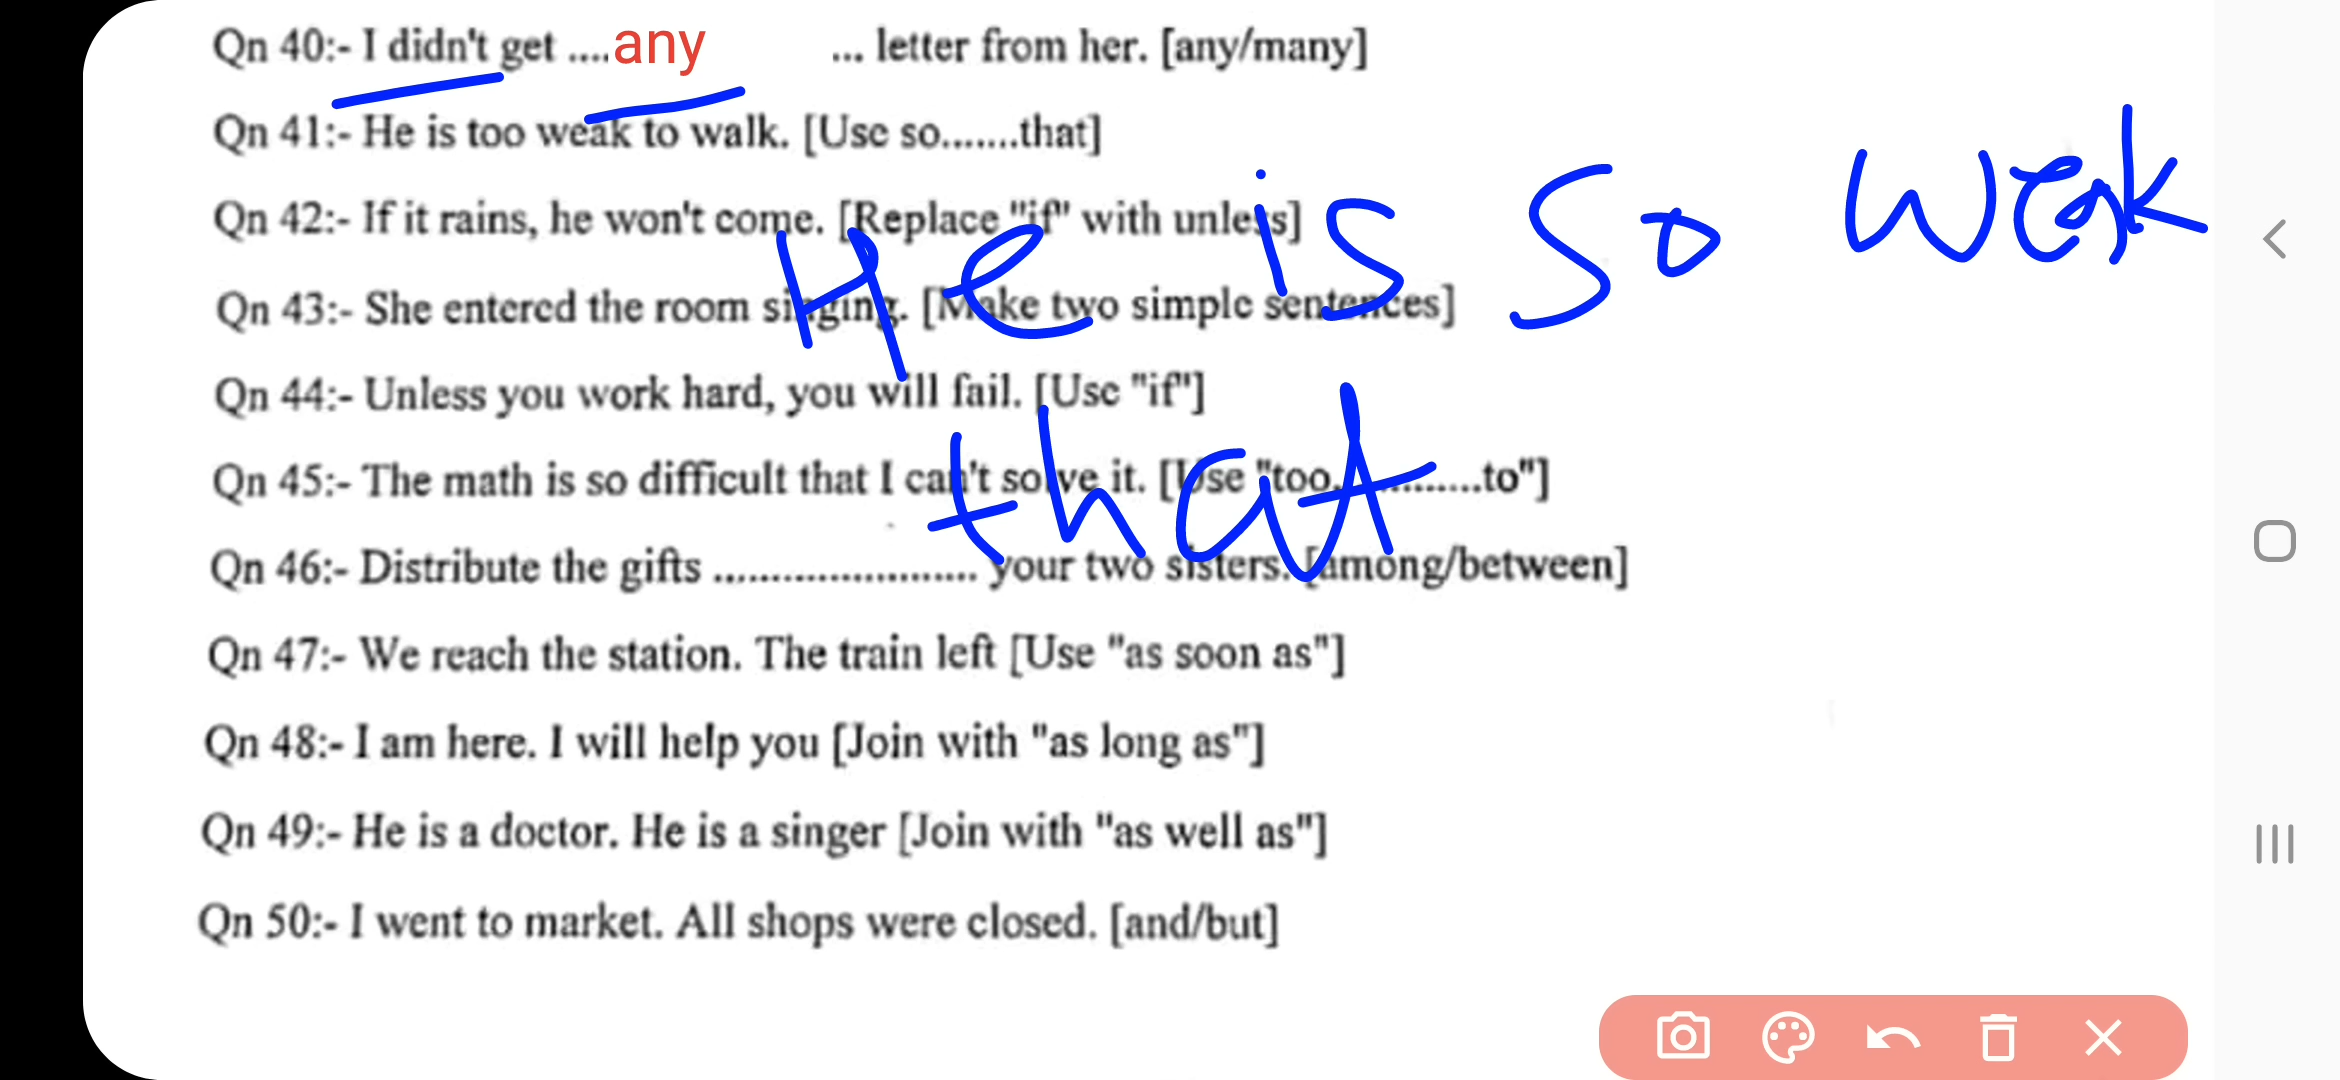 Qn 40:- I didn't get ....any ... letter from her. [any/many]
Qn 41:- He is too weak to walk. [Use so.......that]
He is so weak
Qn 42:- If it rains, he won't come. [Replace "if" with unless]
Qn 43:- She entered the room singing. [Make two simple sentences]
Qn 44:- Unless you work hard, you will fail. [Use "if"]
that
Qn 45:- The math is so difficult that I can't solve it. [Use "too...........to"]
Qn 46:- Distribute the gifts ....................... your two sisters. [among/between]
Qn 47:- We reach the station. The train left [Use "as soon as"]
Qn 48:- I am here. I will help you [Join with "as long as"]
Qn 49:- He is a doctor. He is a singer [Join with "as well as"]
Qn 50:- I went to market. All shops were closed. [and/but]